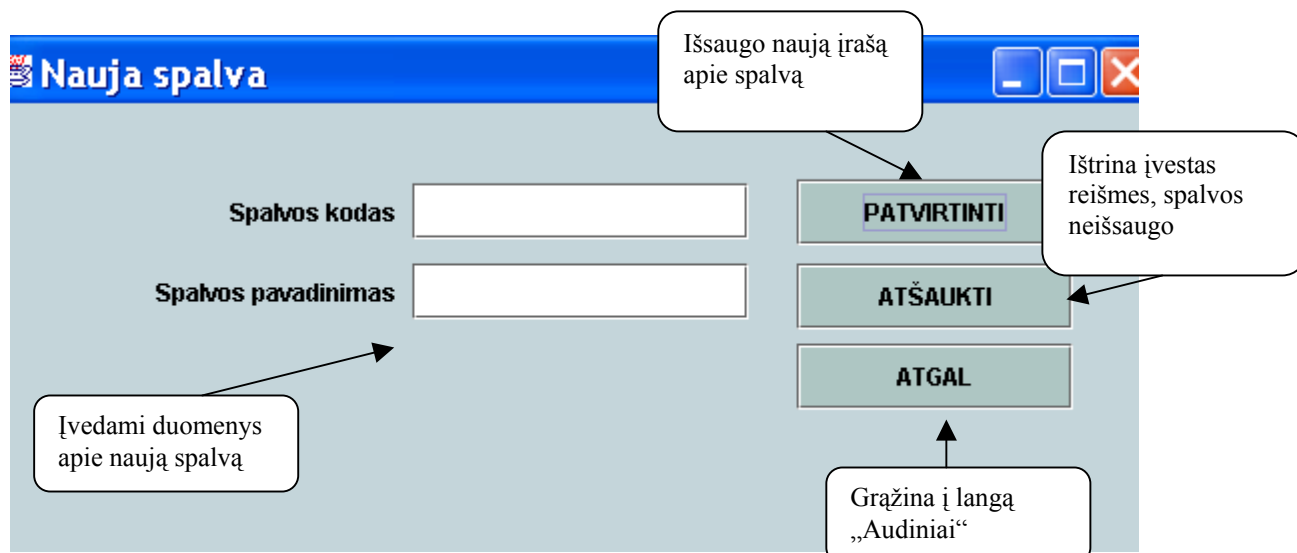 Išsaugo naują įrašą
apie spalvą
Nauja spalva
Ištrina įvestas
reišmes, spalvos
neišsaugo
Spalvos kodas
PATVIRTINTI
Spalvos pavadinimas
ATŠAUKTI
ATGAL
Įvedami duomenys
apie naują spalvą
Grąžina į langą
„Audiniai“